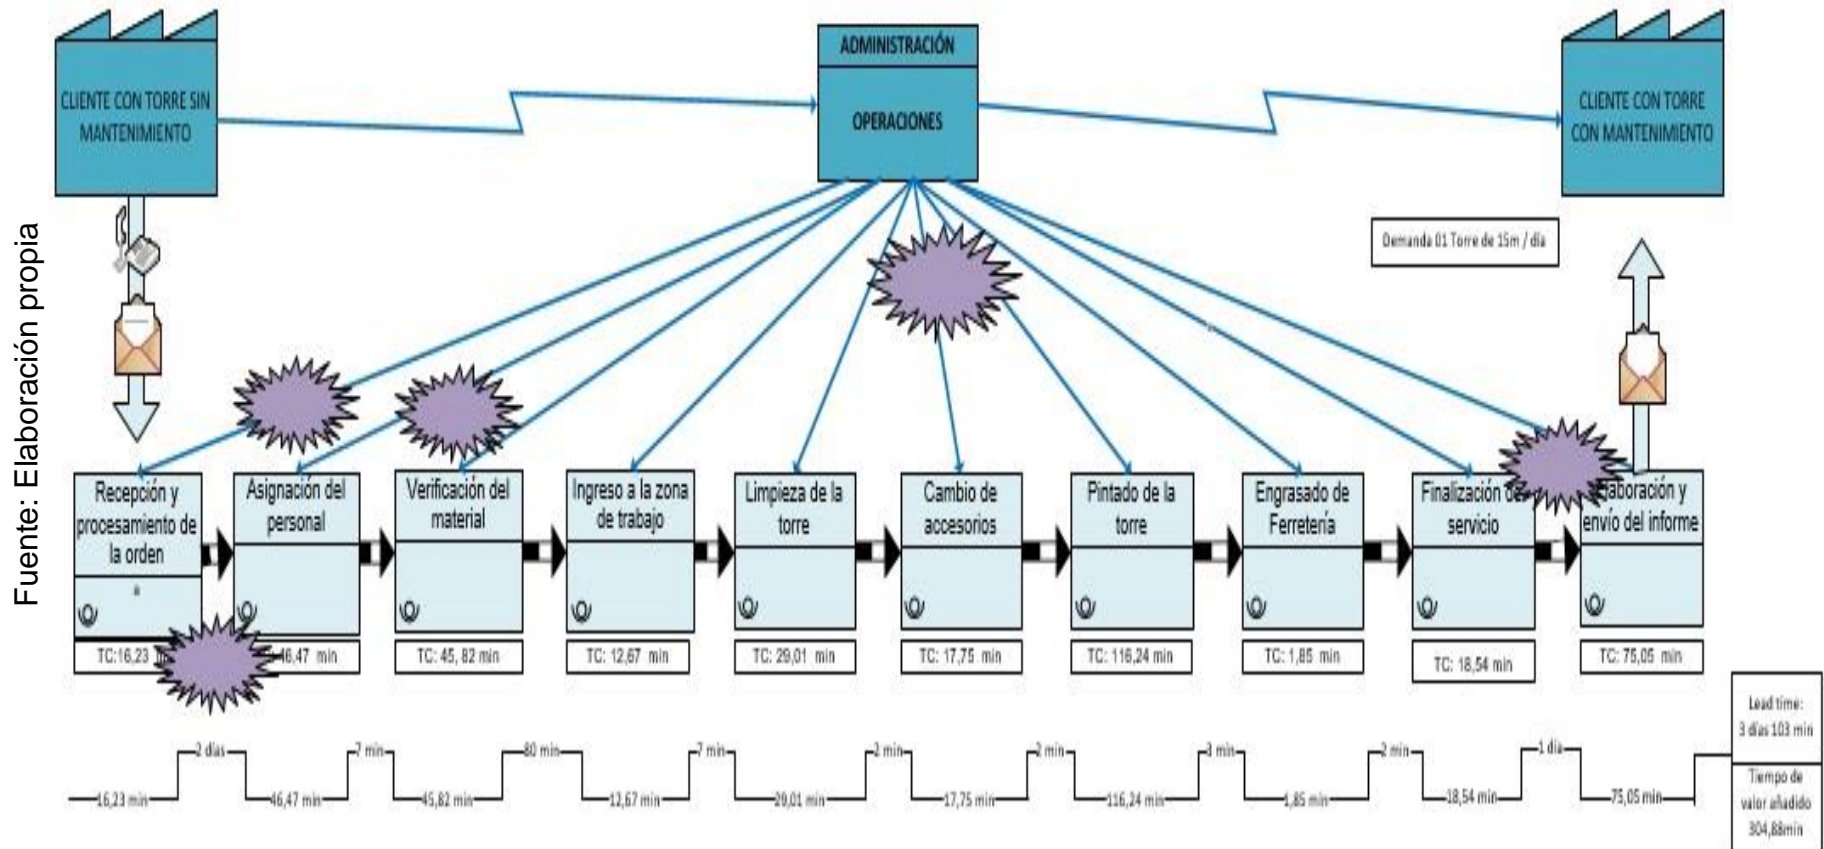 Fuente: Elaboración propia
CLIENTE CON TORRE SIN
MANTENIMIENTO
ADMINISTRACIÓN
OPERACIONES
CLIENTE CON TORRE
CON MANTENIMIENTO
Demanda 01 Torre de 15m / día
Recepción y
procesamiento de
la orden
Asignación del
personal
Verificación del
material
Ingreso a la zona
de trabajo
Limpieza de la
torre
Cambio de
accesorios
Pintado de la
torre
Engrasado de
Ferretería
Finalización
servicio
y
envío del informe
TC:16,23
46,47 min
TC: 45, 82 min
TC: 12,67 min
TC: 29,01 min
TC: 17,75 min
TC: 116,24 min
TC: 1,85 min
TC: 18,54 min
TC: 75,05 min
2 días
7 min
80 min
7 min
2 min
3 min
2 min
1 día
16,23 min
46,47 min
45,82 min
12,67 min
29,01 min
17,75 min
116,24 min
1,85 min
18,54 min
75,05 min
Lead time:
3 días 103 min
Tiempo de
valor añadido
304,88min